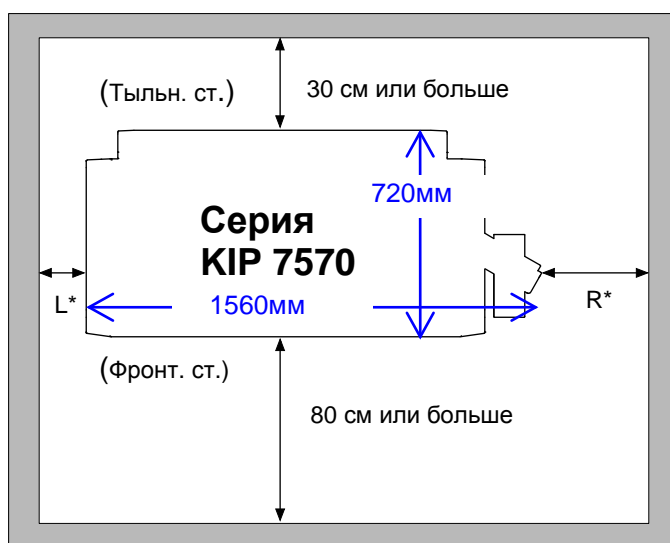 (Тыльн. ст.)
30 см или больше
720мм
Серия
KIP 7570
L*
1560мм
R*
(Фронт. ст.)
80 см или больше